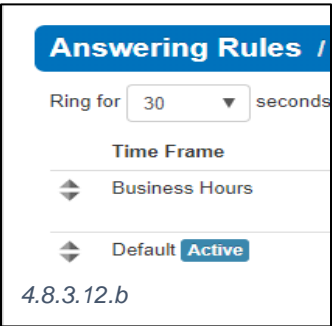 Answering Rules /
Ring for 30 seconds
Time Frame
Business Hours
Default Active
4.8.3.12.b